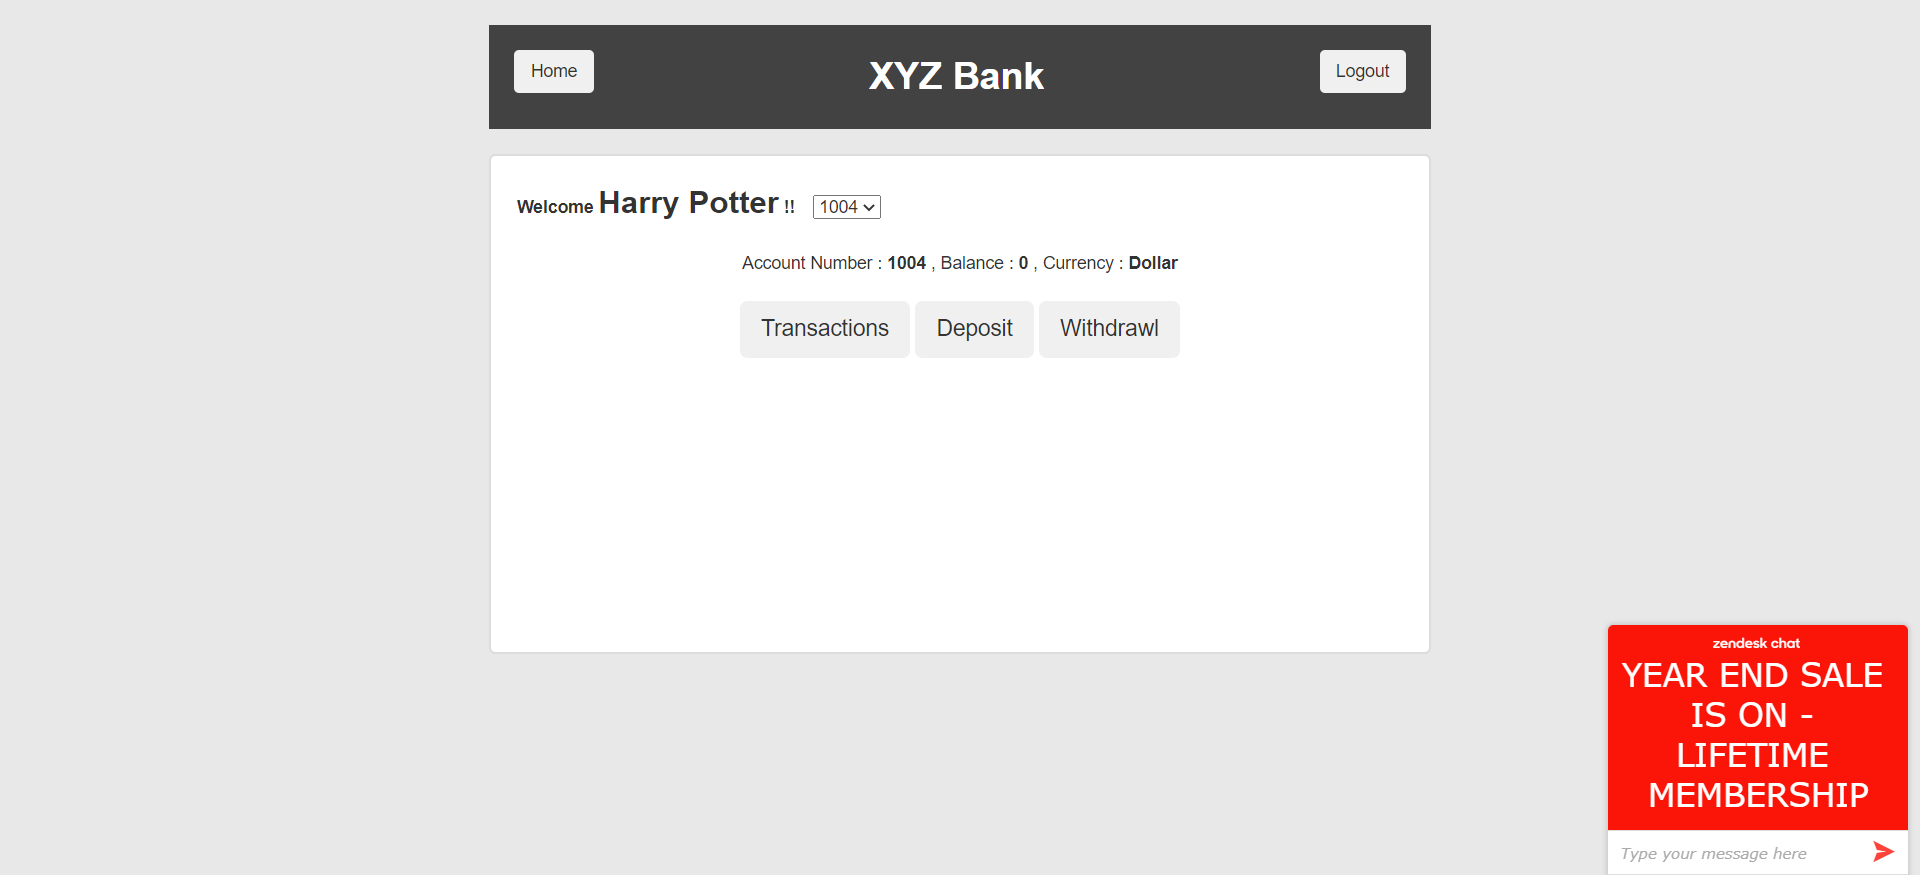 Home
XYZ Bank
Logout
Welcome Harry Potter !! 1004
Account Number : 1004 , Balance : 0 , Currency : Dollar
Transactions
Deposit
Withdrawl
zendesk chat
YEAR END SALE
IS ON -
LIFETIME
MEMBERSHIP
Type your message here